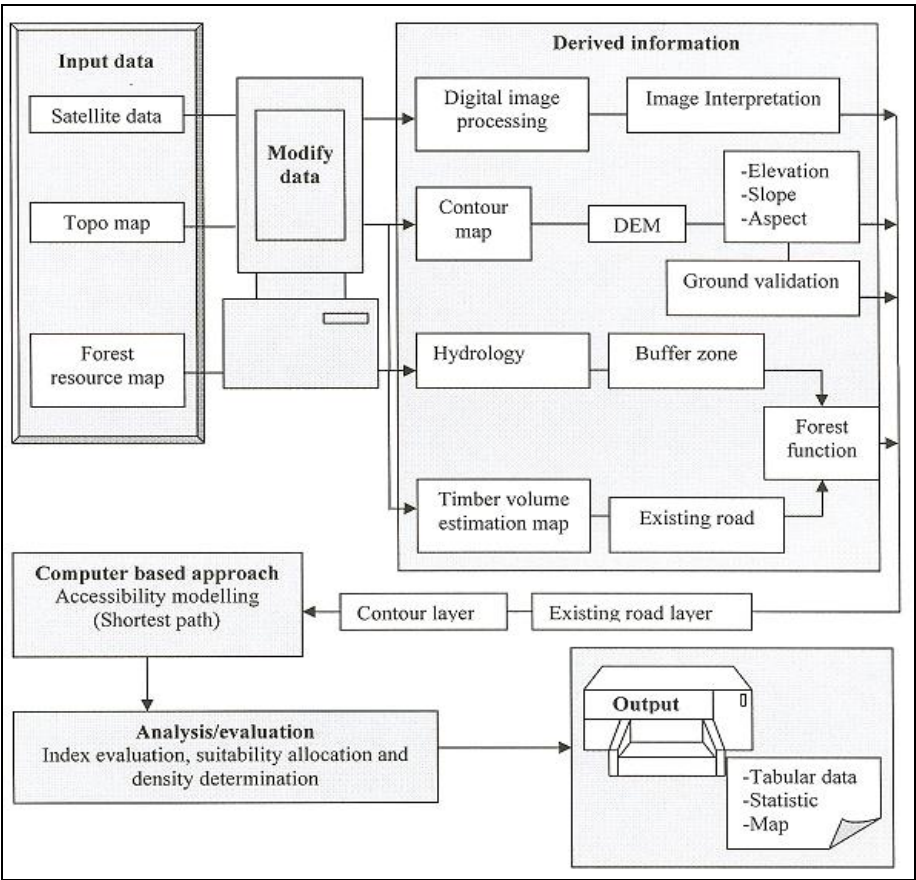 Input data
Satellite data
Topo map
Forest
resource map
Modify
data
Derived information
Digital image
processing
Image Interpretation
Contour
map
DEM
-Elevation
-Slope
-Aspect
Ground validation
Hydrology
Buffer zone
Forest
function
Timber volume
estimation map
Existing road
Computer based approach
Accessibility modelling
(Shortest path)
Contour layer
Existing road layer
Analysis/evaluation
Index evaluation, suitability allocation and
density determination
Output
-Tabular data
-Statistic
-Map